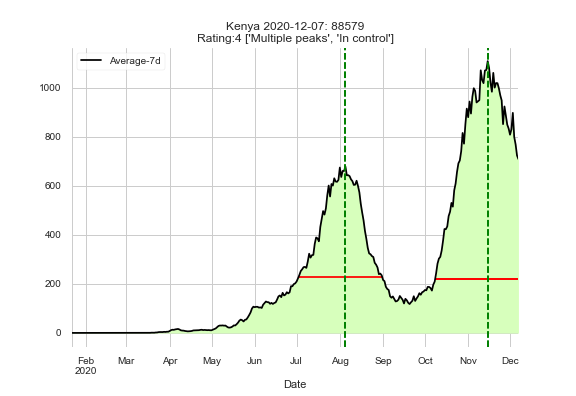 Kenya 2020-12-07: 88579
Rating:4 ['Multiple peaks', 'In control']
Average-7d
1000
800
600
400
200
0
Feb Mar Apr May Jun Jul Aug Sep Oct Nov Dec
2020
Date